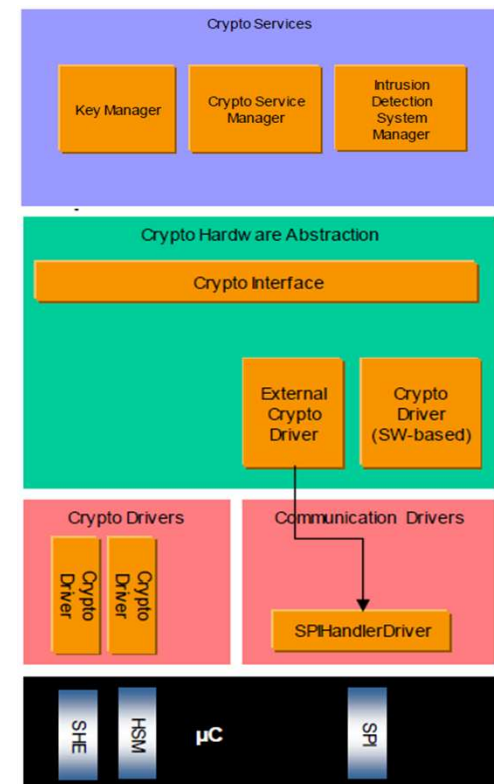 Crypto Services
Key Manager
Crypto Service
Manager
Intrusion
Detection
System
Manager
Crypto Hardware Abstraction
Crypto Interface
External
Crypto
Driver
Crypto
Driver
(SW-based)
Crypto Drivers
Crypto
Driver
Crypto
Driver
Communication Drivers
SPIHandlerDriver
SHE
HSM
µC
SPI